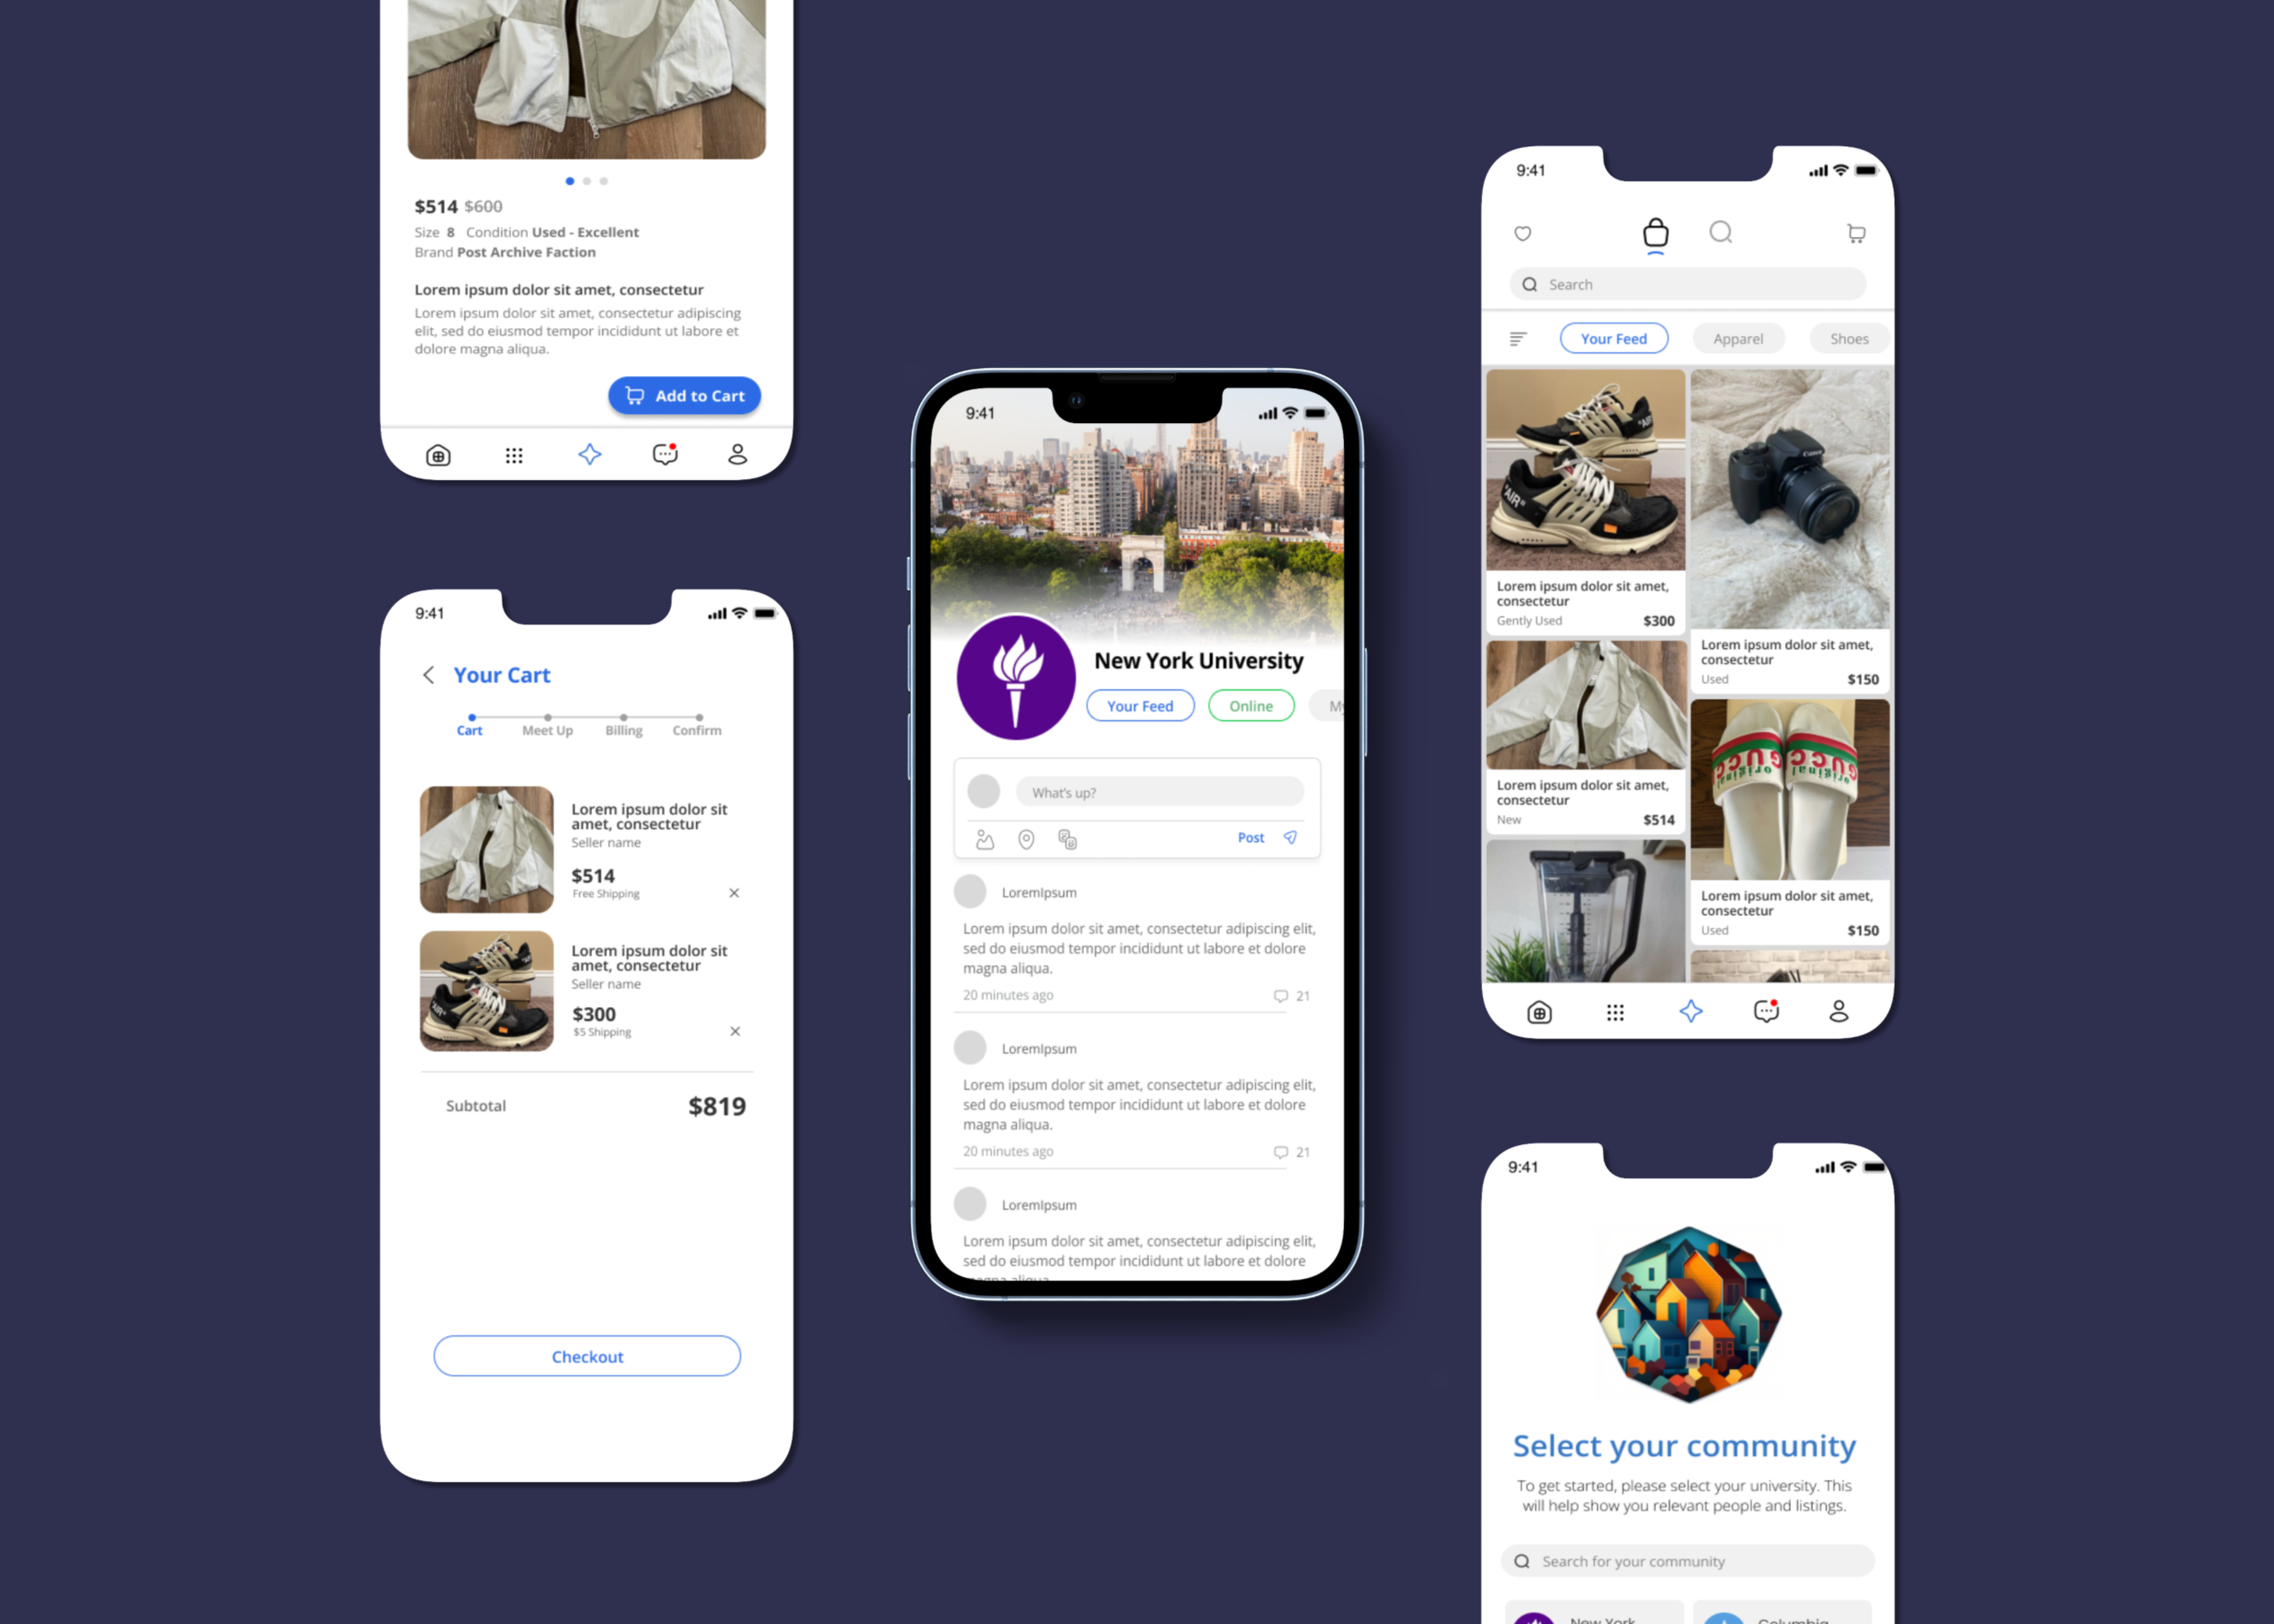 $514 $600
Size 8 Condition Used - Excellent
Brand Post Archive Faction
Lorem ipsum dolor sit amet, consectetur
Lorem ipsum dolor sit amet, consectetur adipiscing
elit, sed do eiusmod tempor incididunt ut labore et
dolore magna aliqua.
Add to Cart
9:41
Your Cart
Cart Meet Up Billing Confirm
Lorem ipsum dolor sit
amet, consectetur
Seller name
$514
Free Shipping
"AIR"
Lorem ipsum dolor sit
amet, consectetur
Seller name
$300
$5 Shipping
Subtotal $819
Checkout
9:41
New York University
Your Feed Online My
What's up?
Post
LoremIpsum
Lorem ipsum dolor sit amet, consectetur adipiscing elit,
sed do eiusmod tempor incididunt ut labore et dolore
magna aliqua.
20 minutes ago 21
LoremIpsum
Lorem ipsum dolor sit amet, consectetur adipiscing elit,
sed do eiusmod tempor incididunt ut labore et dolore
magna aliqua.
20 minutes ago 21
LoremIpsum
Lorem ipsum dolor sit amet, consectetur adipiscing elit,
sed do eiusmod tempor incididunt ut labore et dolore
magna aliqua
9:41
Search
Your Feed Apparel Shoes
"AIR"
"AIR"
Lorem ipsum dolor sit amet,
consectetur
Gently Used $300
Lorem ipsum dolor sit amet,
consectetur
New $514
Canon
Lorem ipsum dolor sit amet,
consectetur
Used $150
GUCC GUCC
original original
Lorem ipsum dolor sit amet,
consectetur
Used $150
9:41
Select your community
To get started, please select your university. This
will help show you relevant people and listings.
Search for your community
New York Columbia